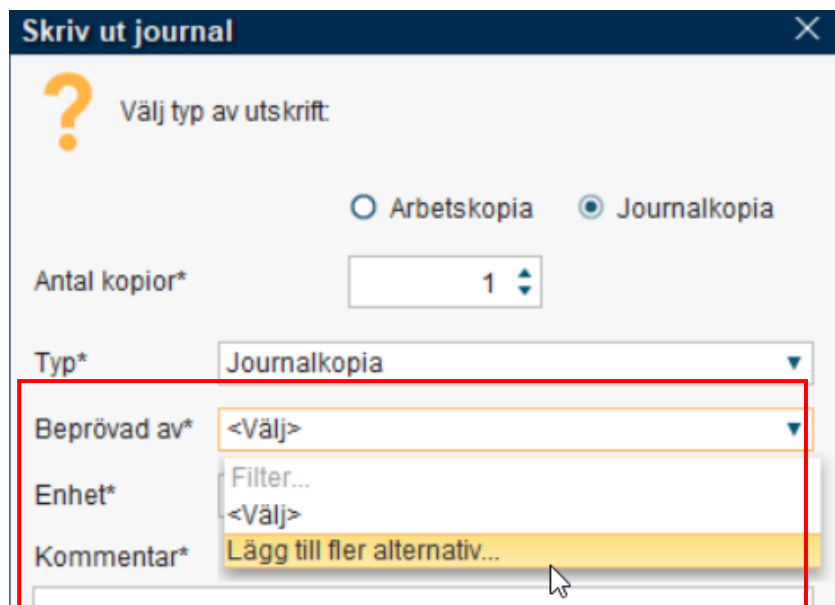 Skriv ut journal
Välj typ av utskrift:
Arbetskopia Journalkopia
Antal kopior* 1
Typ* Journalkopia
Beprövad av* <Välj>
Filter...
Enhet*
<Välj>
Lägg till fler alternativ...
Kommentar*